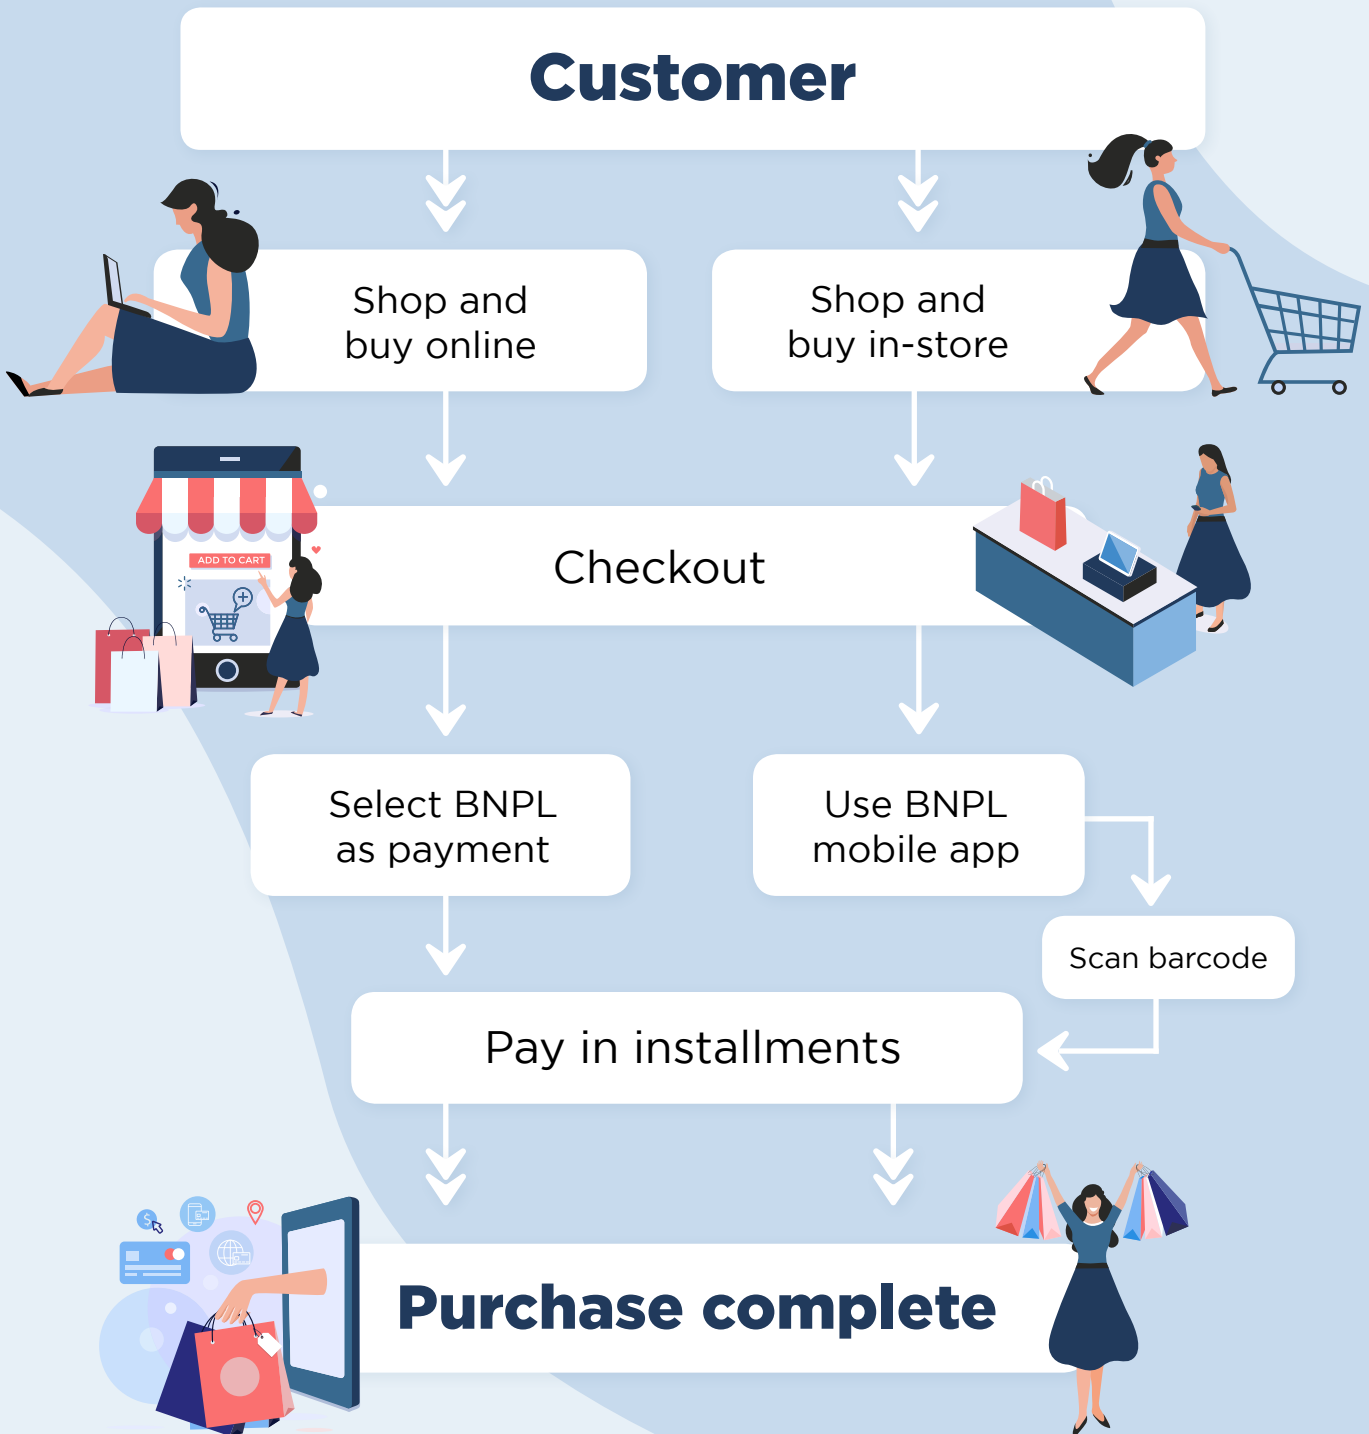 Customer
Shop and
buy online
Shop and
buy in-store
ADD TO CART
Checkout
Select BNPL
as payment
Use BNPL
mobile app
Scan barcode
Pay in installments
$
Purchase complete